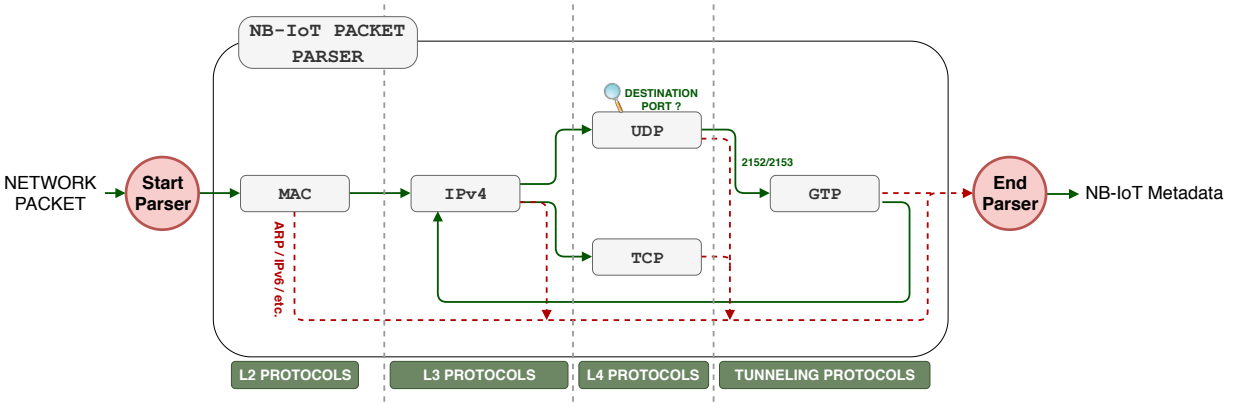 NB-IoT PACKET
PARSER
DESTINATION
PORT ?
UDP
2152/2153
NETWORK
PACKET
Start
Parser
MAC
IPv4
GTP
End
Parser
NB-IoT Metadata
ARP / IPv6 / etc.
TCP
L2 PROTOCOLS
L3 PROTOCOLS
L4 PROTOCOLS
TUNNELING PROTOCOLS